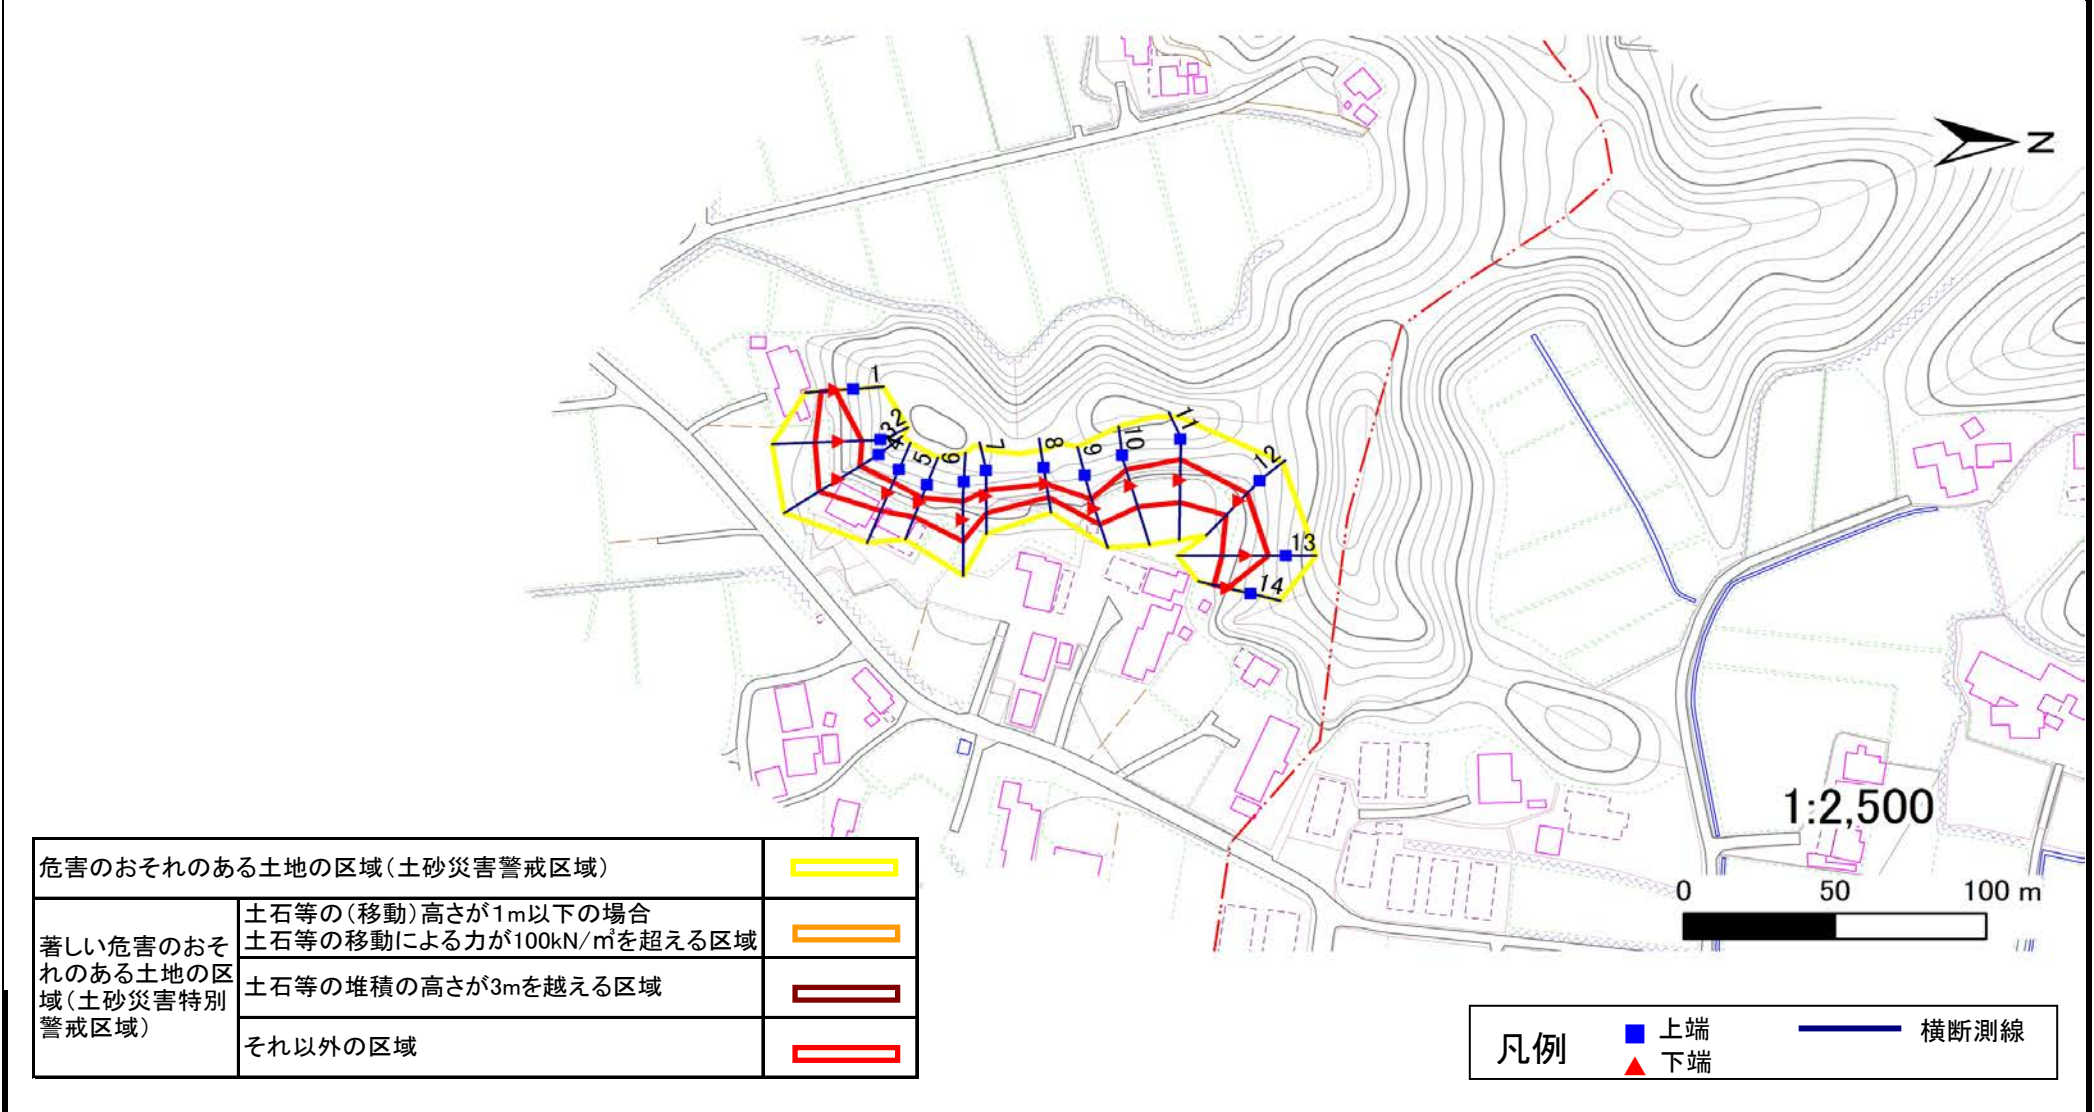 N
1
2
3
4
5
6
7
8
9
10
11
12
13
14
1:2,500
0 50 100 m
危害のおそれのある土地の区域(土砂災害警戒区域)
著しい危害のおそ
れのある土地の区
域(土砂災害特別
警戒区域)
土石等の(移動)高さが1m以下の場合
土石等の移動による力が100kN/㎥を超える区域
土石等の堆積の高さが3mを越える区域
それ以外の区域
凡例
上端
下端
横断測線